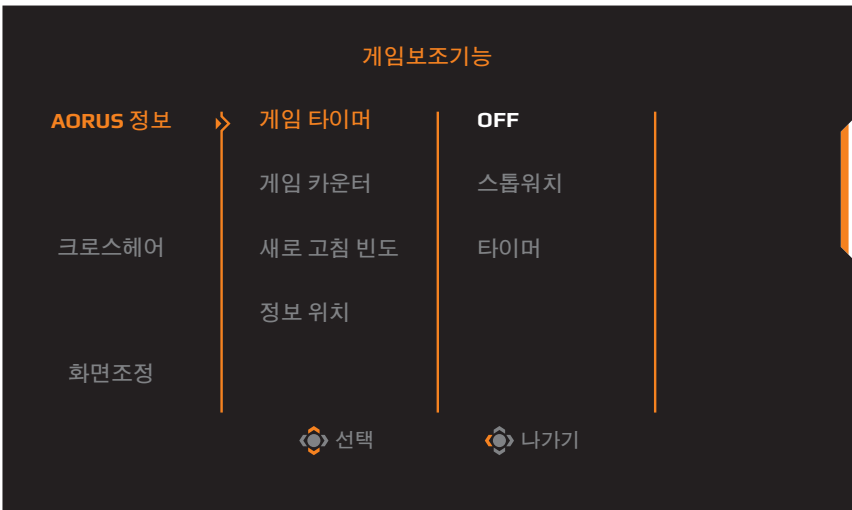 게임보조기능
AORUS 정보 게임 타이머 OFF
게임 카운터 스톱워치
크로스헤어 새로 고침 빈도 타이머
정보 위치
화면조정
선택 나가기